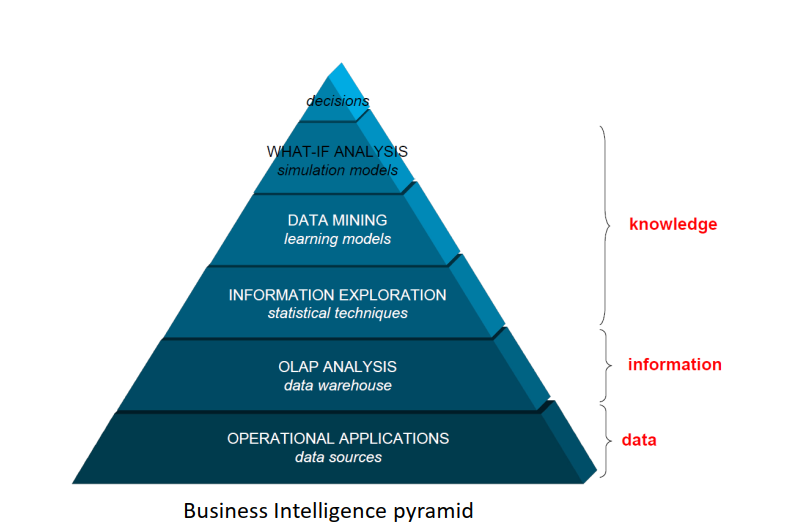 decisions
WHAT-IF ANALYSIS
simulation models
DATA MINING
learning models
knowledge
INFORMATION EXPLORATION
statistical techniques
OLAP ANALYSIS
data warehouse
information
OPERATIONAL APPLICATIONS
data sources
data
Business Intelligence pyramid